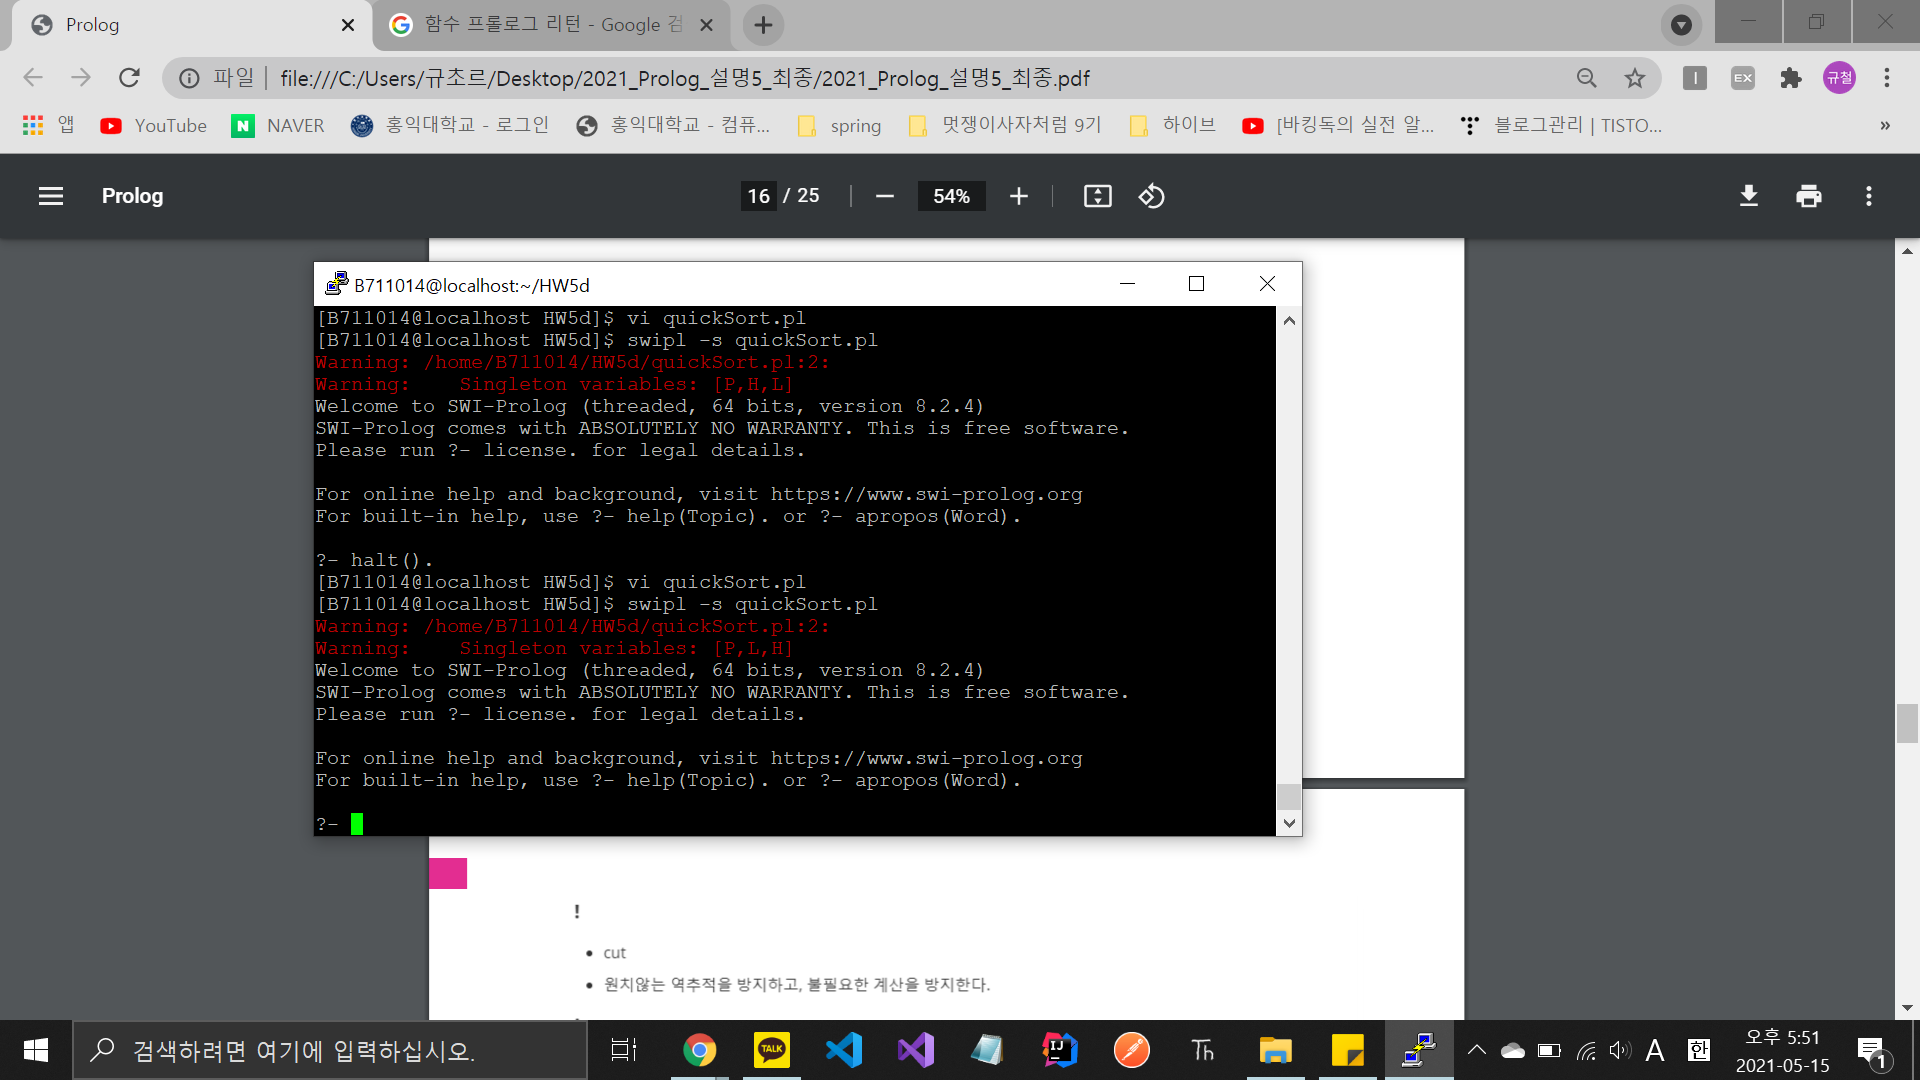 Prolog
함수 프롤로그 리턴 - Google 검
파일
file:///C:/Users/규초르/Desktop/2021_Prolog_설명5_최종/2021_Prolog_설명5_최종.pdf
EX
규철
앱
YouTube
NAVER
홍익대학교 - 로그인
홍익대학교 - 컴퓨...
spring
멋쟁이사자처럼 9기
하이브
[바킹독의 실전 알...
블로그관리 | TISTO...
»
Prolog
16 / 25
54%
B711014@localhost:~/HW5d
[B711014@localhost HW5d]$ vi quickSort.pl
[B711014@localhost HW5d]$ swipl -s quickSort.pl
Warning: /home/B711014/HW5d/quickSort.pl:2:
Warning:    Singleton variables: [P,H,L]
Welcome to SWI-Prolog (threaded, 64 bits, version 8.2.4)
SWI-Prolog comes with ABSOLUTELY NO WARRANTY. This is free software.
Please run ?- license. for legal details.
For online help and background, visit https://www.swi-prolog.org
For built-in help, use ?- help(Topic). or ?- apropos(Word).
?- halt().
[B711014@localhost HW5d]$ vi quickSort.pl
[B711014@localhost HW5d]$ swipl -s quickSort.pl
Warning: /home/B711014/HW5d/quickSort.pl:2:
Warning:    Singleton variables: [P,L,H]
Welcome to SWI-Prolog (threaded, 64 bits, version 8.2.4)
SWI-Prolog comes with ABSOLUTELY NO WARRANTY. This is free software.
Please run ?- license. for legal details.
For online help and background, visit https://www.swi-prolog.org
For built-in help, use ?- help(Topic). or ?- apropos(Word).
?-
!
• cut
• 원치않는 역추적을 방지하고, 불필요한 계산을 방지한다.
검색하려면 여기에 입력하십시오.
TALK
IJ
Th
A
한
오후 5:51
2021-05-15
1